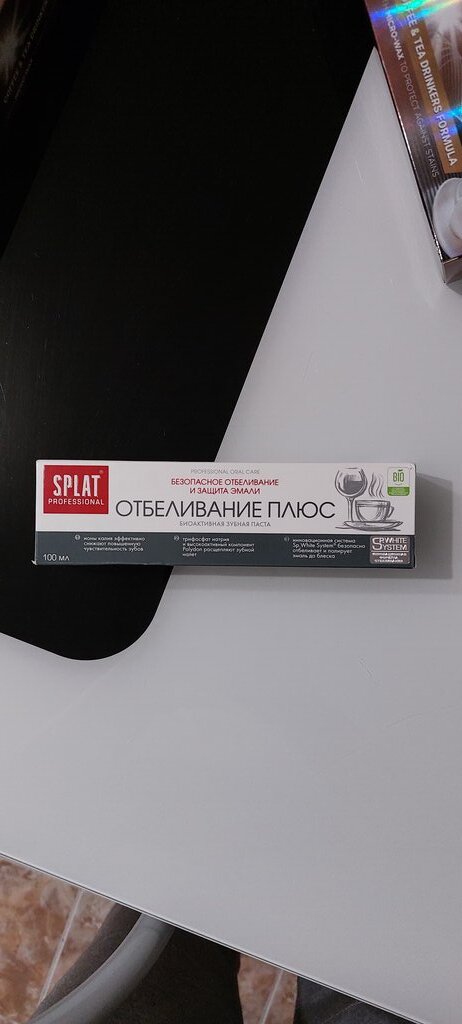 COFFEE & TEA DRINKERS FORMULA
MICRO-WAX TO PROTECT AGAINST STAINS
PROFESSIONAL ORAL CARE
БЕЗОПАСНОЕ ОТБЕЛИВАНИЕ
И ЗАЩИТА ЭМАЛИ
SPLAT
PROFESSIONAL
ОТБЕЛИВАНИЕ ПЛЮС
БИОАКТИВНАЯ ЗУБНАЯ ПАСТА
BIO
100 МЛ
ионы калия эффективно
снижают повышенную
чувствительность зубов
трифосфат натрия
и высокоактивный компонент
Polydon расщепляют зубной
налет
инновационная система
Sp.White System® безопасно
отбеливает и полирует
эмаль до блеска
SP.WHITE
SYSTEM